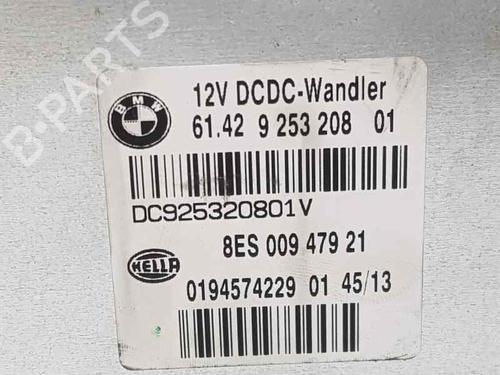 B-PARTS
BMW
12V DCDC-Wandler
61.42 9 253 208 01
DC925320801V
HELLA
8ES 009 479 21
0194574229 01 45/13